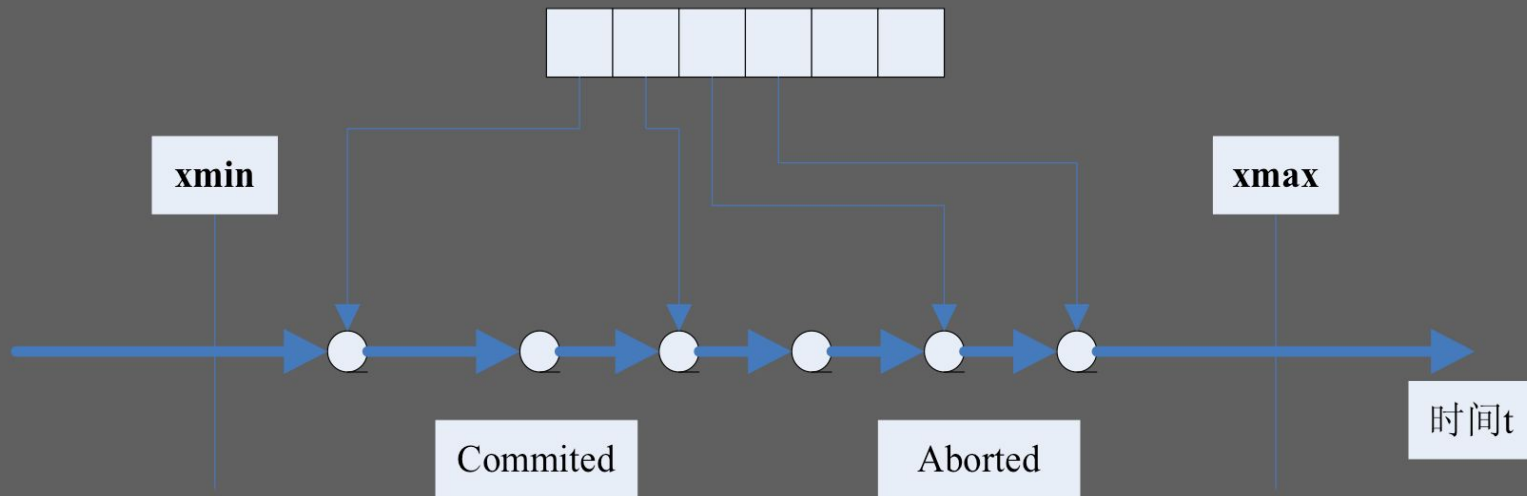 xmin
xmax
Commited
Aborted
时间t